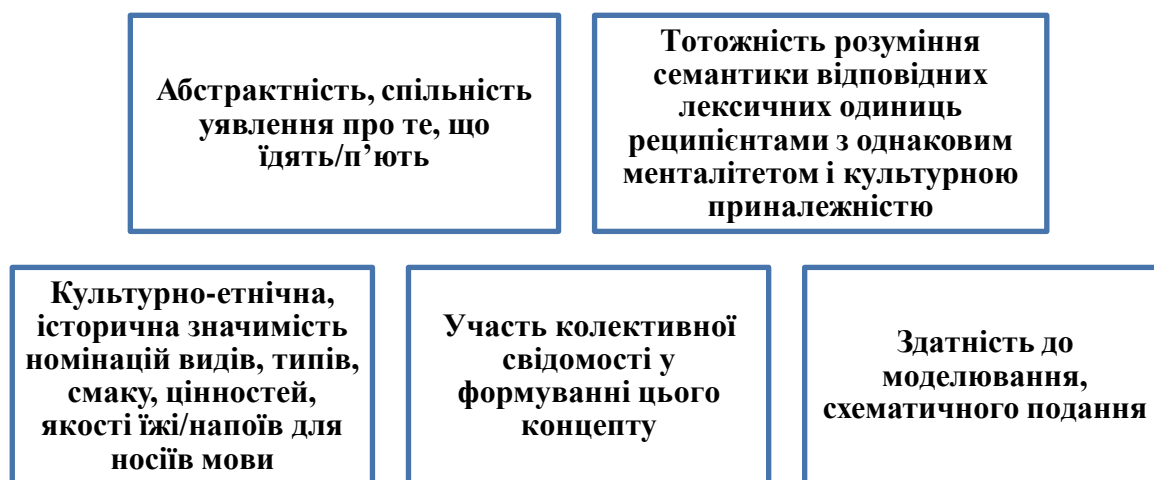 Абстрактність, спільність
уявлення про те, що
їдять/п’ють
Тотожність розуміння
семантики відповідних
лексичних одиниць
реципієнтами з однаковим
менталітетом і культурною
приналежністю
Культурно-етнічна,
історична значимість
номінацій видів, типів,
смаку, цінностей,
якості їжі/напоїв для
носіїв мови
Участь колективної
свідомості у
формуванні цього
концепту
Здатність до
моделювання,
схематичного подання